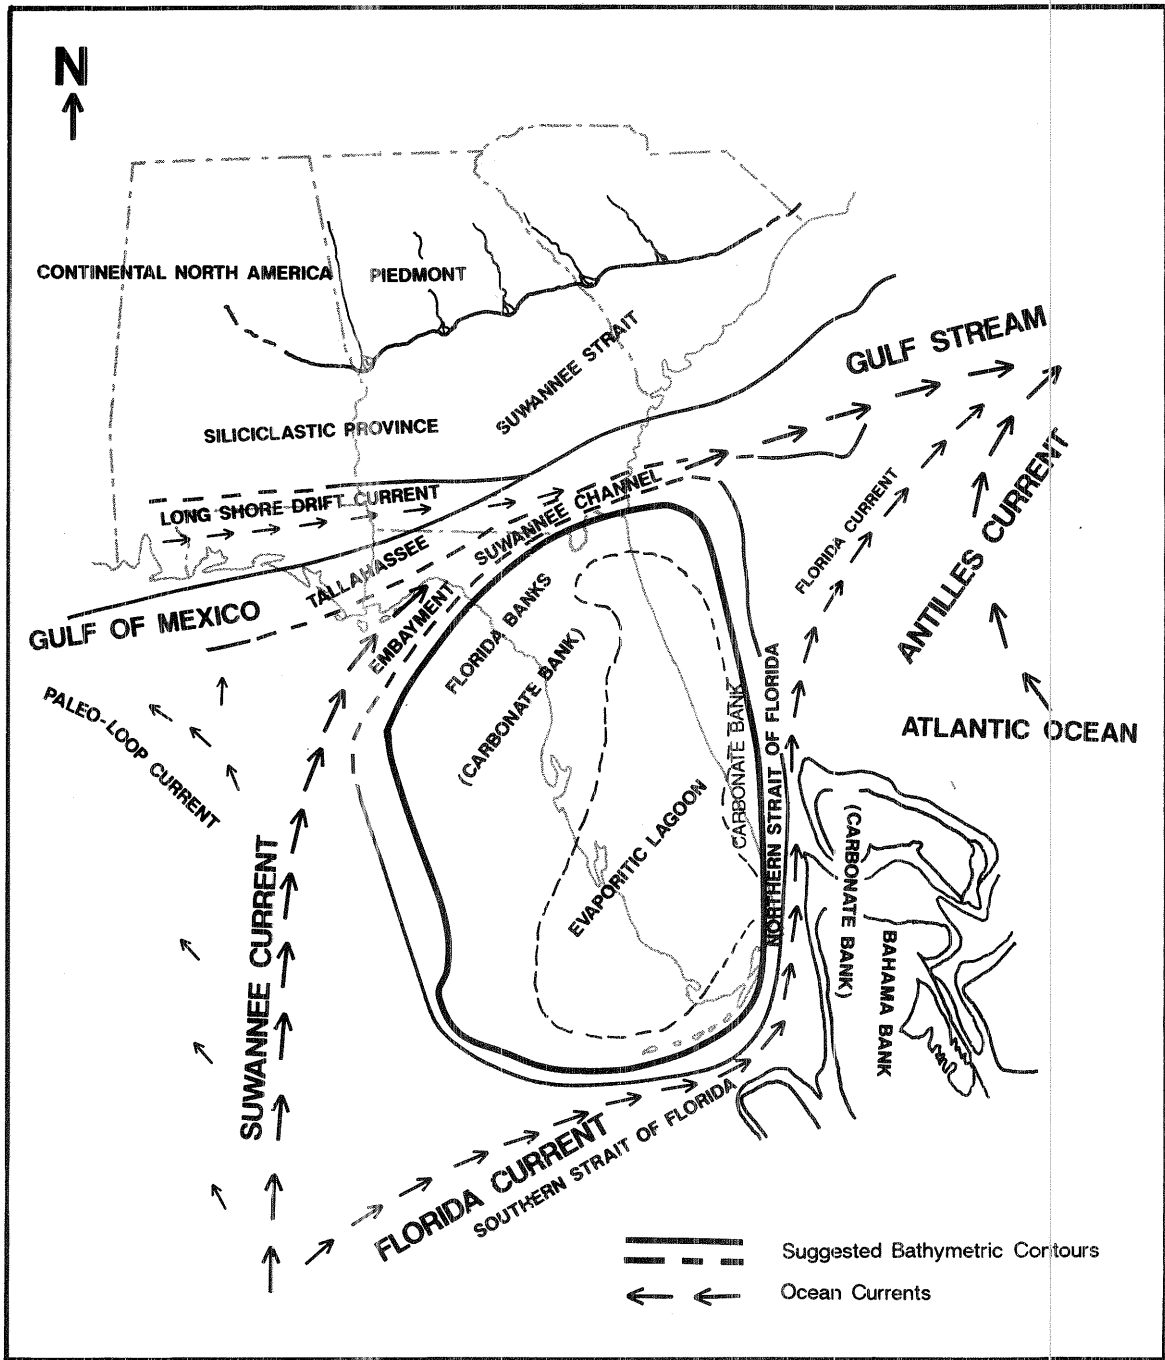 N
CONTINENTAL NORTH AMERICA
PIEDMONT
SUWANNEE STRAIT
GULF STREAM
SILICICLASTIC PROVINCE
LONG SHORE DRIFT CURRENT
SUWANNEE CHANNEL
TALLAHASSEE
EMBAYMENT
GULF OF MEXICO
FLORIDA CURRENT
ANTILLES CURRENT
FLORIDA BANKS
(CARBONATE BANK)
PALEO-LOOP CURRENT
CARBONATE BANK
NORTHERN STRAIT OF FLORIDA
ATLANTIC OCEAN
EVAPORITIC LAGOON
(CARBONATE BANK)
BAHAMA BANK
SUWANNEE CURRENT
FLORIDA CURRENT
SOUTHERN STRAIT OF FLORIDA
Suggested Bathymetric Contours
Ocean Currents